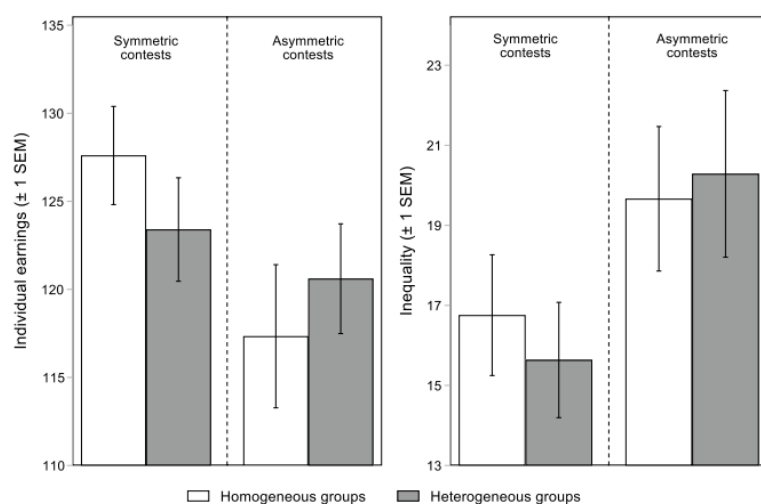 Individual earnings (± 1 SEM)
135
130
125
120
115
110
Symmetric
contests
Asymmetric
contests
Inequality (± 1 SEM)
23
21
19
17
15
13
Symmetric
contests
Asymmetric
contests
Homogeneous groups
Heterogeneous groups